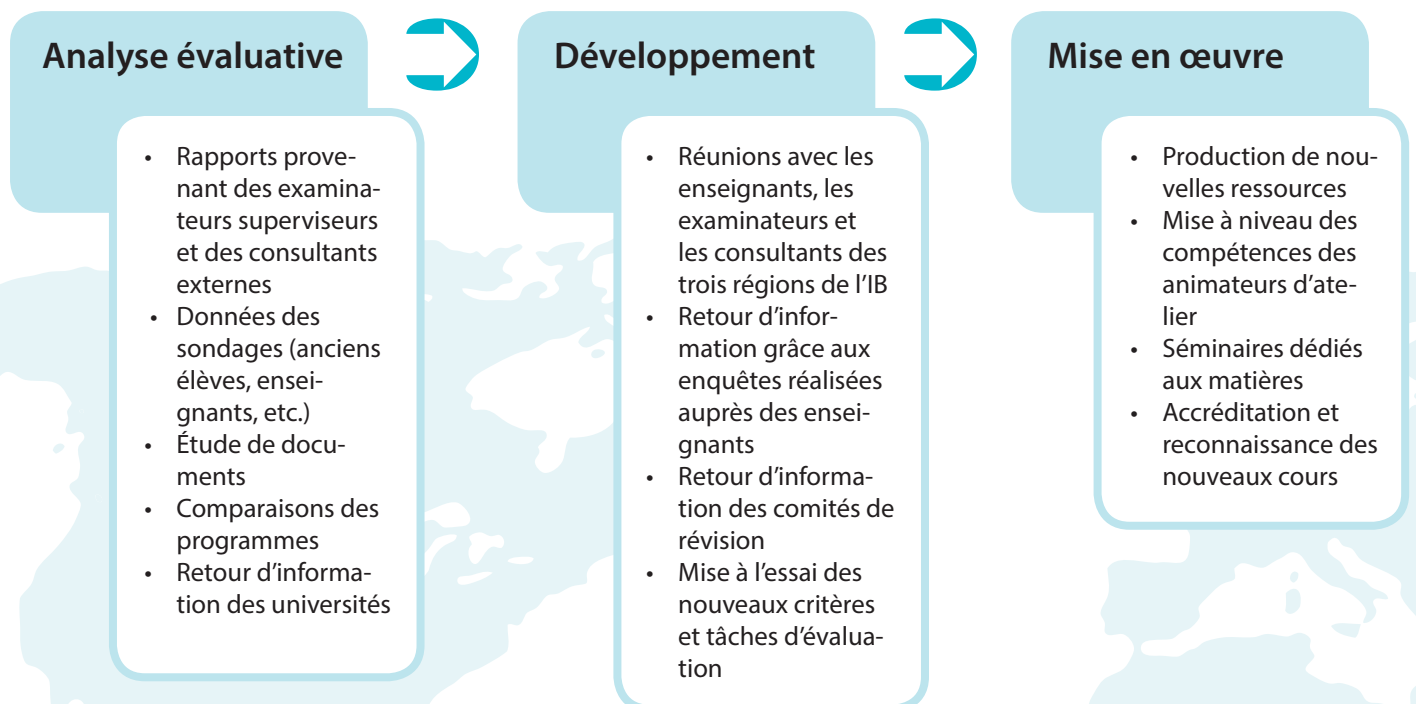 Analyse évaluative
• Rapports prove-
nant des examina-
teurs superviseurs
et des consultants
externes
• Données des
sondages (anciens
élèves, ensei-
gnants, etc.)
• Étude de docu-
ments
• Comparaisons des
programmes
• Retour d’informa-
tion des universités
Développement
• Réunions avec les
enseignants, les
examinateurs et
les consultants des
trois régions de l’IB
• Retour d’infor-
mation grâce aux
enquêtes réalisées
auprès des ensei-
gnants
• Retour d’informa-
tion des comités de
révision
• Mise à l’essai des
nouveaux critères
et tâches d’évalua-
tion
Mise en œuvre
• Production de nou-
velles ressources
• Mise à niveau des
compétences des
animateurs d’ate-
lier
• Séminaires dédiés
aux matières
• Accréditation et
reconnaissance des
nouveaux cours